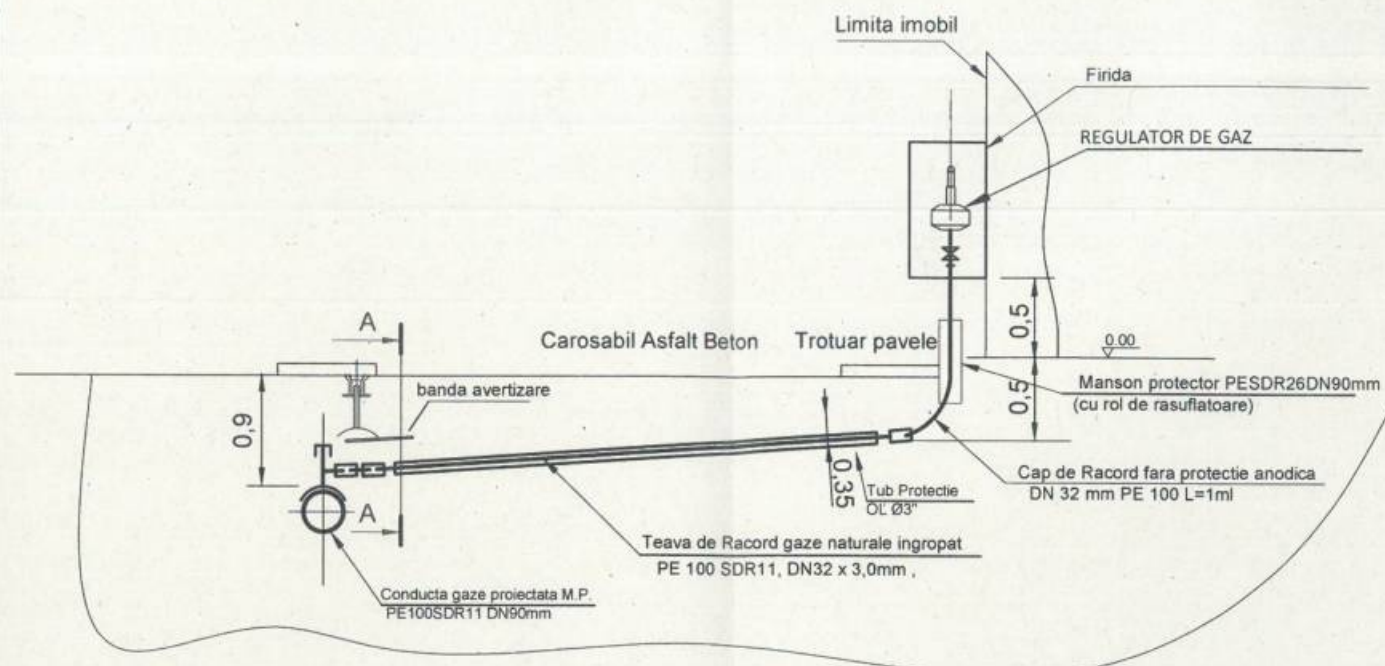 Limita imobil
Firida
REGULATOR DE GAZ
A
Carosabil Asfalt Beton
Trotuar pavele
0,5
0.00
banda avertizare
0,9
0,5
Manson protector PESDR26DN90mm
(cu rol de rasuflatoare)
0,35
Tub Protectie
OL Ø3"
Cap de Racord fara protectie anodica
DN 32 mm PE 100 L=1ml
A
Teava de Racord gaze naturale ingropat
PE 100 SDR11, DN32 x 3,0mm ,
Conducta gaze proiectata M.P.
PE100SDR11 DN90mm